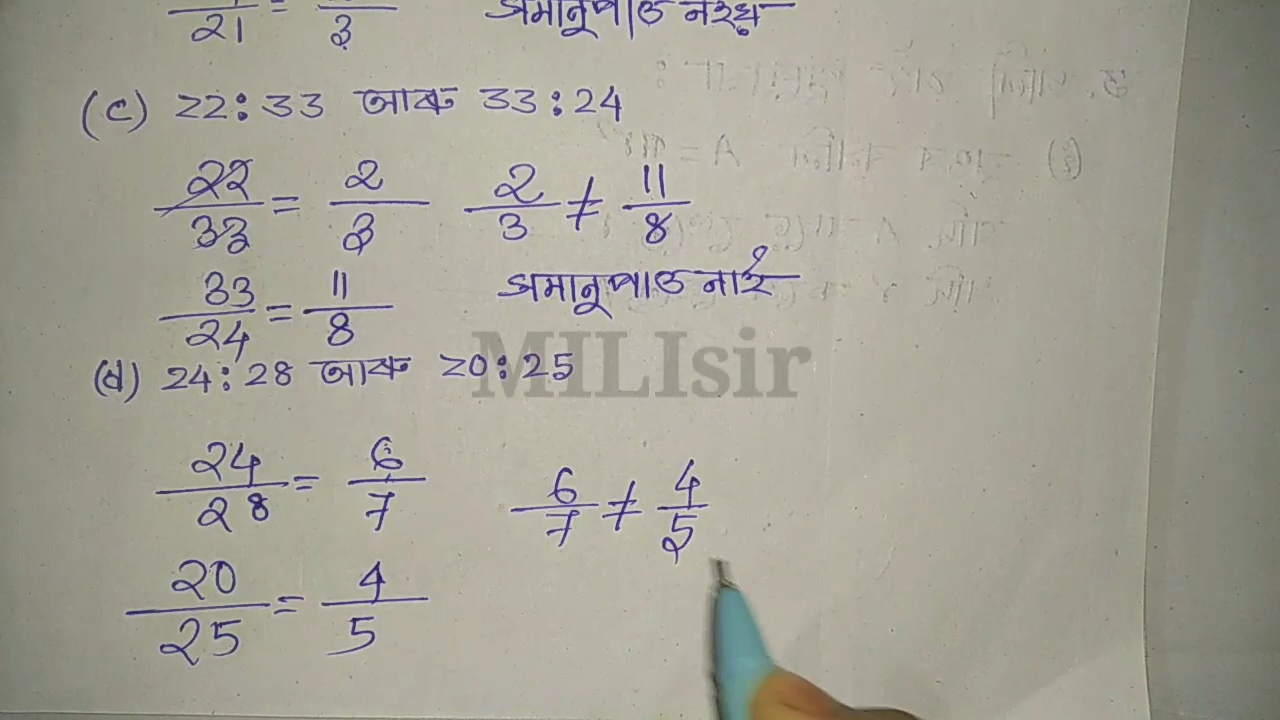 21 = 3 সমানুপাত নহয়
(c) 22:33 আৰু 33:24
22/33 = 2/3 2/3 ≠ 11/8
33/24 = 11/8 সমানুপাত নাই
(d) 24:28 আৰু 20:25
MILIsir
24/28 = 6/7 6/7 ≠ 4/5
20/25 = 4/5